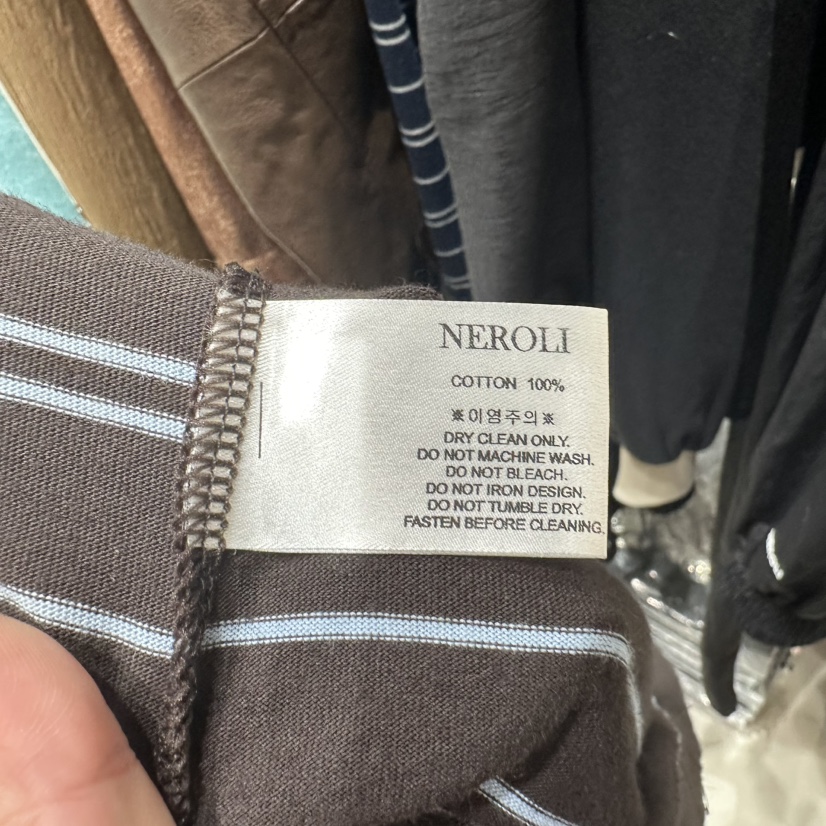 NEROLI
COTTON 100%
※이영주의※
DRY CLEAN ONLY.
DO NOT MACHINE WASH.
DO NOT BLEACH.
DO NOT IRON DESIGN.
DO NOT TUMBLE DRY.
FASTEN BEFORE CLEANING.